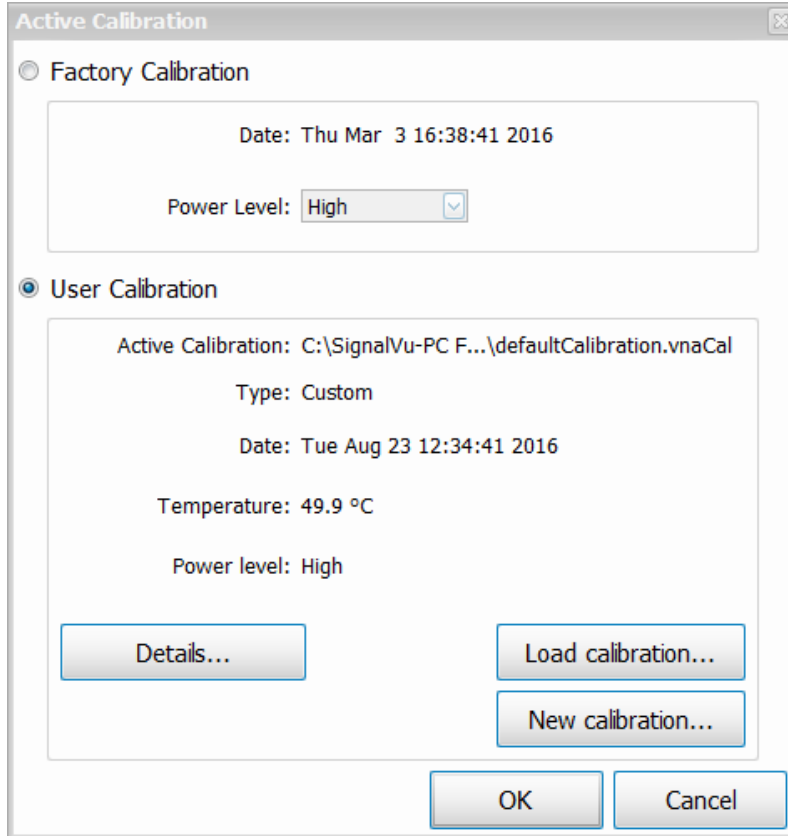 Active Calibration
Factory Calibration
Date: Thu Mar  3 16:38:41 2016
Power Level: High
User Calibration
Active Calibration: C:\SignalVu-PC F...\defaultCalibration.vnaCal
Type: Custom
Date: Tue Aug 23 12:34:41 2016
Temperature: 49.9 ºC
Power level: High
Details... Load calibration...
New calibration...
OK Cancel